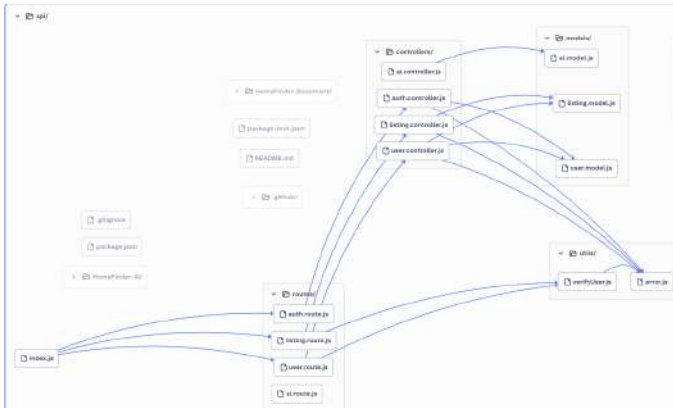 api/
controllers/
ai.controller.js
auth.controller.js
listing.controller.js
user.controller.js
models/
ai.model.js
listing.model.js
user.model.js
HomeFinder Document/
package-lock.json
README.md
.github/
.gitignore
package.json
HomeFinder-AI/
utils/
verifyUser.js
error.js
routes/
auth.route.js
listing.route.js
user.route.js
ai.route.js
index.js